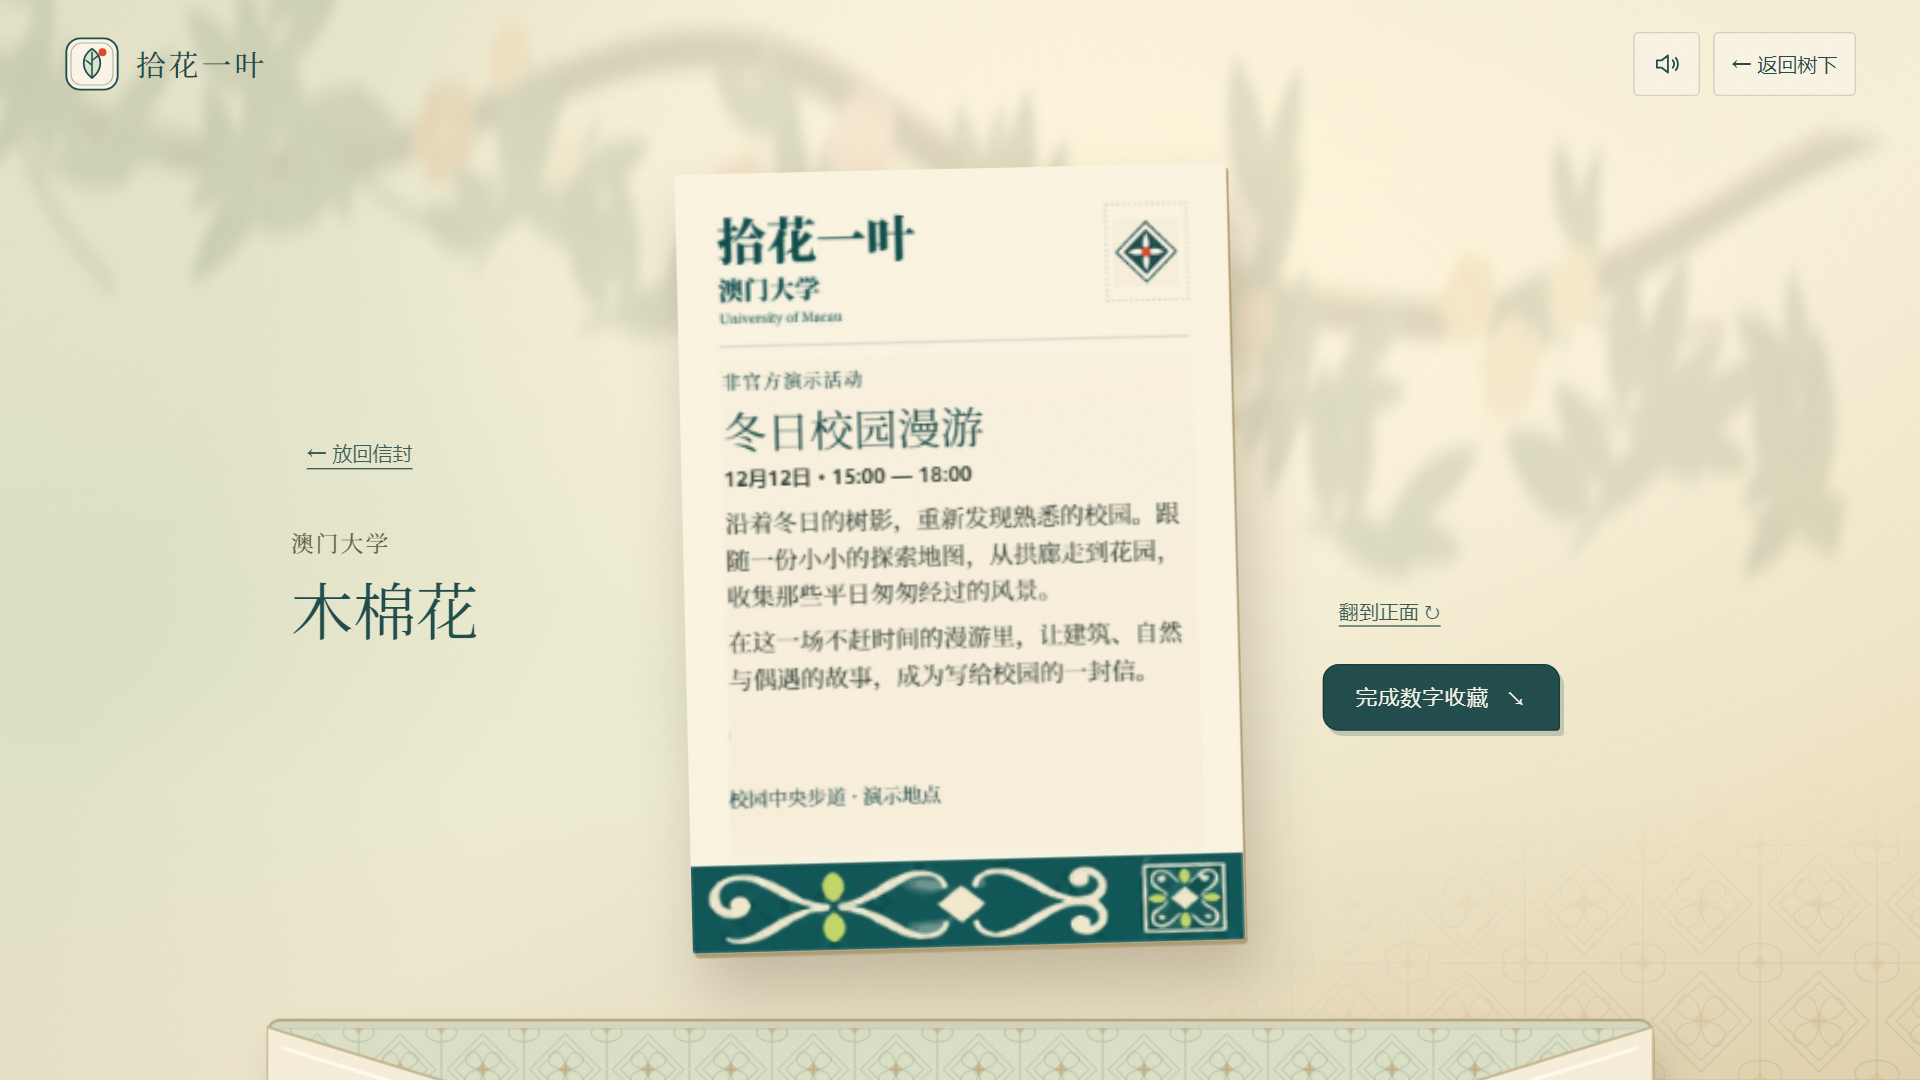 拾花一叶
← 返回树下
拾花一叶
澳门大学
University of Macau
非官方演示活动
冬日校园漫游
12月12日 • 15:00 — 18:00
沿着冬日的树影，重新发现熟悉的校园。跟
随一份小小的探索地图，从拱廊走到花园，
收集那些平日匆匆经过的风景。
在这一场不赶时间的漫游里，让建筑、自然
与偶遇的故事，成为写给校园的一封信。
校园中央步道 · 演示地点
← 放回信封
澳门大学
木棉花
翻到正面 ↻
完成数字收藏 ↘